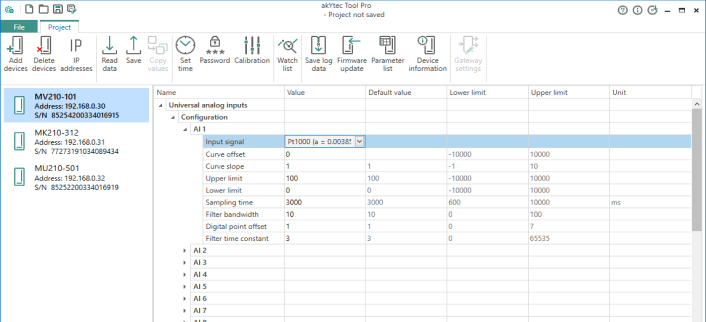 akYtec Tool Pro
- Project not saved
File
Project
Add devices
Delete devices
IP addresses
Read data
Save
Copy values
Set time
Password
Calibration
Watch list
Save log data
Firmware update
Parameter list
Device information
Gateway settings
MV210-101
Address: 192.168.0.30
S/N 85254200334016915
MK210-312
Address: 192.168.0.31
S/N 77273191034089434
MU210-501
Address: 192.168.0.32
S/N 85252200334016919
Name Value Default value Lower limit Upper limit Unit
Universal analog inputs
Configuration
AI 1
Input signal Pt1000 (a = 0.0038!
Curve offset 0 -10000 10000
Curve slope 1 1 -1 10
Upper limit 100 100 -10000 10000
Lower limit 0 0 -10000 10000
Sampling time 3000 3000 600 10000 ms
Filter bandwidth 10 10 0 100
Digital point offset 1 1 0 7
Filter time constant 3 3 0 65535
AI 2
AI 3
AI 4
AI 5
AI 6
AI 7